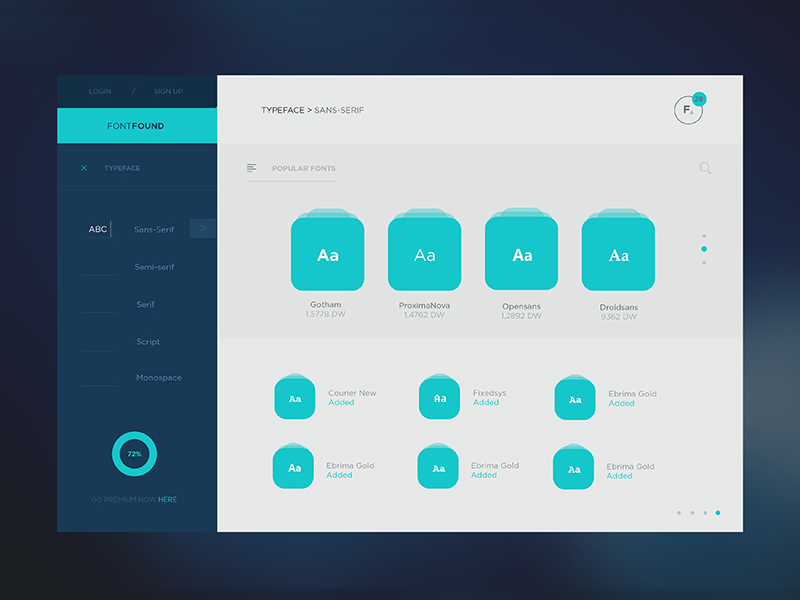 LOGIN / SIGN UP
FONTFOUND
× TYPEFACE
ABC Sans-Serif >
Semi-serif
Serif
Script
Monospace
72%
GO PREMIUM NOW HERE
TYPEFACE > SANS-SERIF
F
28
POPULAR FONTS
Aa Aa Aa Aa
Gotham ProximaNova Opensans Droidsans
1,5778 DW 1,4762 DW 1,2892 DW 9362 DW
Aa Courier New Aa Fixedsys Aa Ebrima Gold
Added Added Added
Aa Ebrima Gold Aa Ebrima Gold Aa Ebrima Gold
Added Added Added